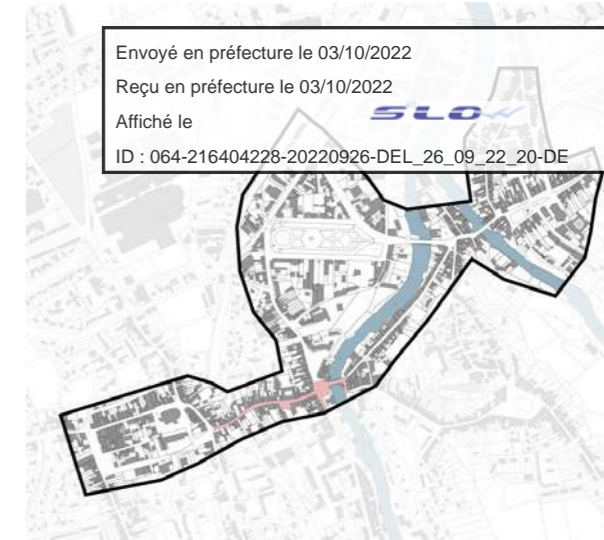 Envoyé en préfecture le 03/10/2022
Reçu en préfecture le 03/10/2022
Affiché le
SLO
ID : 064-216404228-20220926-DEL_26_09_22_20-DE